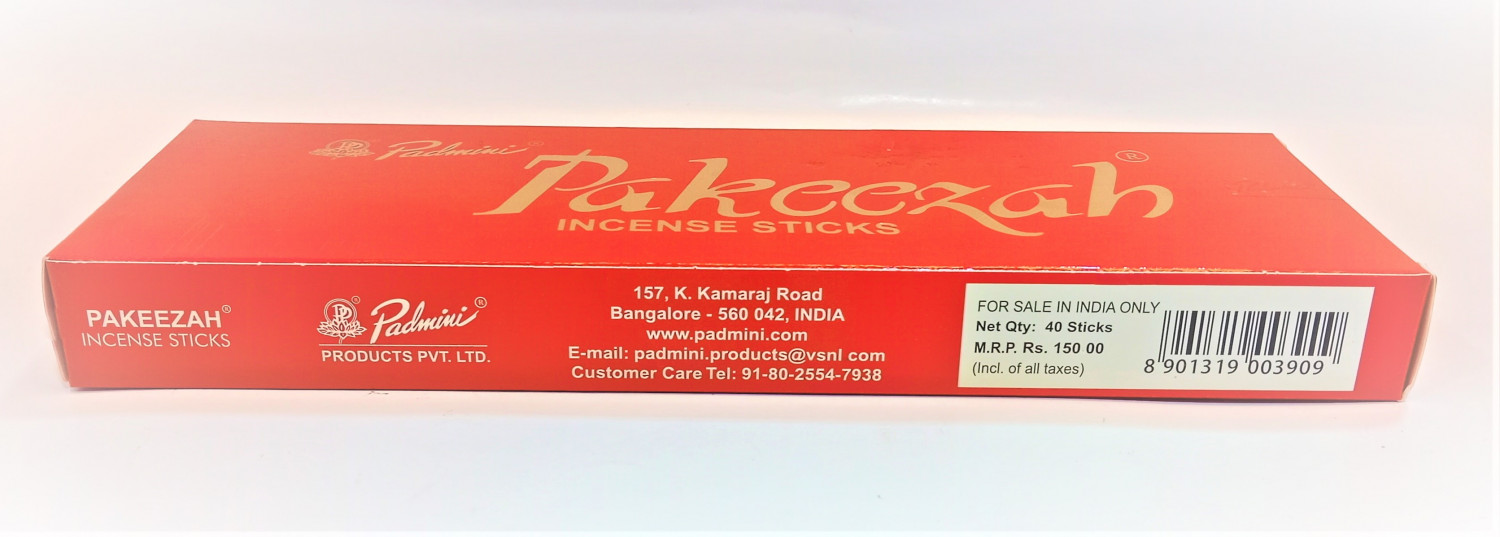 Padmini®
Pakeezah®
INCENSE STICKS
PAKEEZAH®
INCENSE STICKS
Padmini®
PRODUCTS PVT. LTD.
157, K. Kamaraj Road
Bangalore - 560 042, INDIA
www.padmini.com
E-mail: padmini.products@vsnl com
Customer Care Tel: 91-80-2554-7938
FOR SALE IN INDIA ONLY
Net Qty: 40 Sticks
M.R.P. Rs. 150 00
(Incl. of all taxes)
8 901319 003909